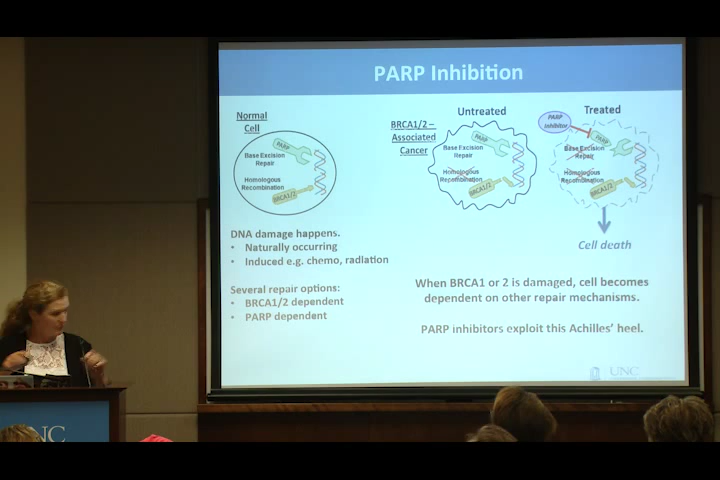 PARP Inhibition
Normal
Cell
PARP
Base Excision
Repair
Homologous
Recombination
BRCA1/2
BRCA1/2 –
Associated
Cancer
Untreated
PARP
Base Excision
Repair
Homologous
Recombination
BRCA1/2
Treated
PARP
Inhibitor
PARP
Base Excision
Repair
Homologous
Recombination
BRCA1/2
Cell death
DNA damage happens.
• Naturally occurring
• Induced e.g. chemo, radiation
Several repair options:
• BRCA1/2 dependent
• PARP dependent
When BRCA1 or 2 is damaged, cell becomes
dependent on other repair mechanisms.
PARP inhibitors exploit this Achilles' heel.
UNC
NC